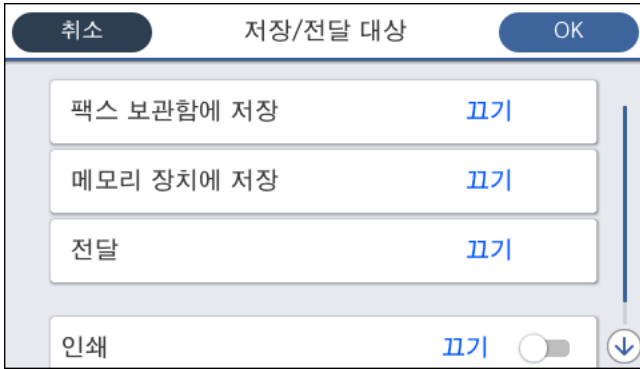 취소 저장/전달 대상 OK
팩스 보관함에 저장 끄기
메모리 장치에 저장 끄기
전달 끄기
인쇄 끄기